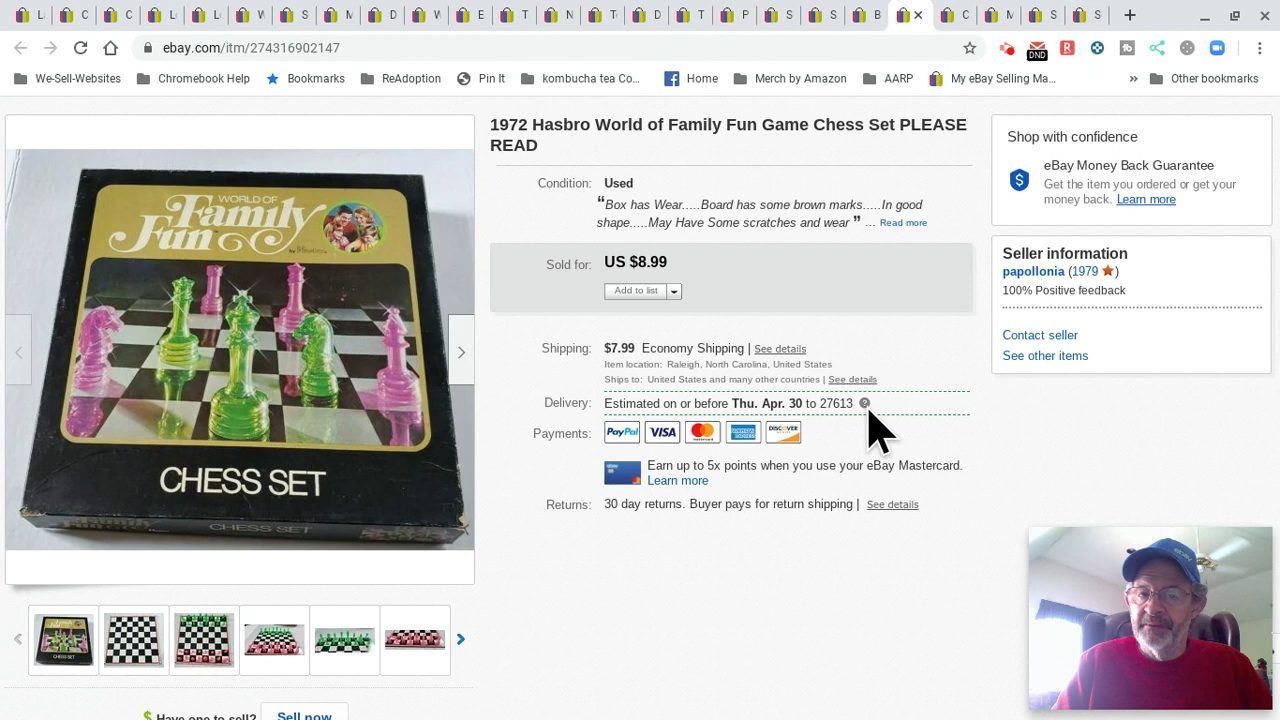 ebay.com/itm/274316902147
DND
We-Sell-Websites
Chromebook Help
Bookmarks
ReAdoption
Pin It
kombucha tea Co...
Home
Merch by Amazon
AARP
My eBay Selling Ma...
»
Other bookmarks
WORLD OF
Family
Fun
CHESS SET
CHESS SET
1972 Hasbro World of Family Fun Game Chess Set PLEASE
READ
Condition: Used
“Box has Wear.....Board has some brown marks.....In good
shape.....May Have Some scratches and wear ” ... Read more
Sold for: US $8.99
Add to list
Shipping: $7.99 Economy Shipping | See details
Item location: Raleigh, North Carolina, United States
Ships to: United States and many other countries | See details
Delivery: Estimated on or before Thu. Apr. 30 to 27613
Payments: PayPal VISA mastercard AMERICAN EXPRESS DISCOVER
Earn up to 5x points when you use your eBay Mastercard.
Learn more
Returns: 30 day returns. Buyer pays for return shipping | See details
Shop with confidence
eBay Money Back Guarantee
Get the item you ordered or get your
money back. Learn more
Seller information
papollonia (1979)
100% Positive feedback
Contact seller
See other items
$ Have one to sell? Sell now